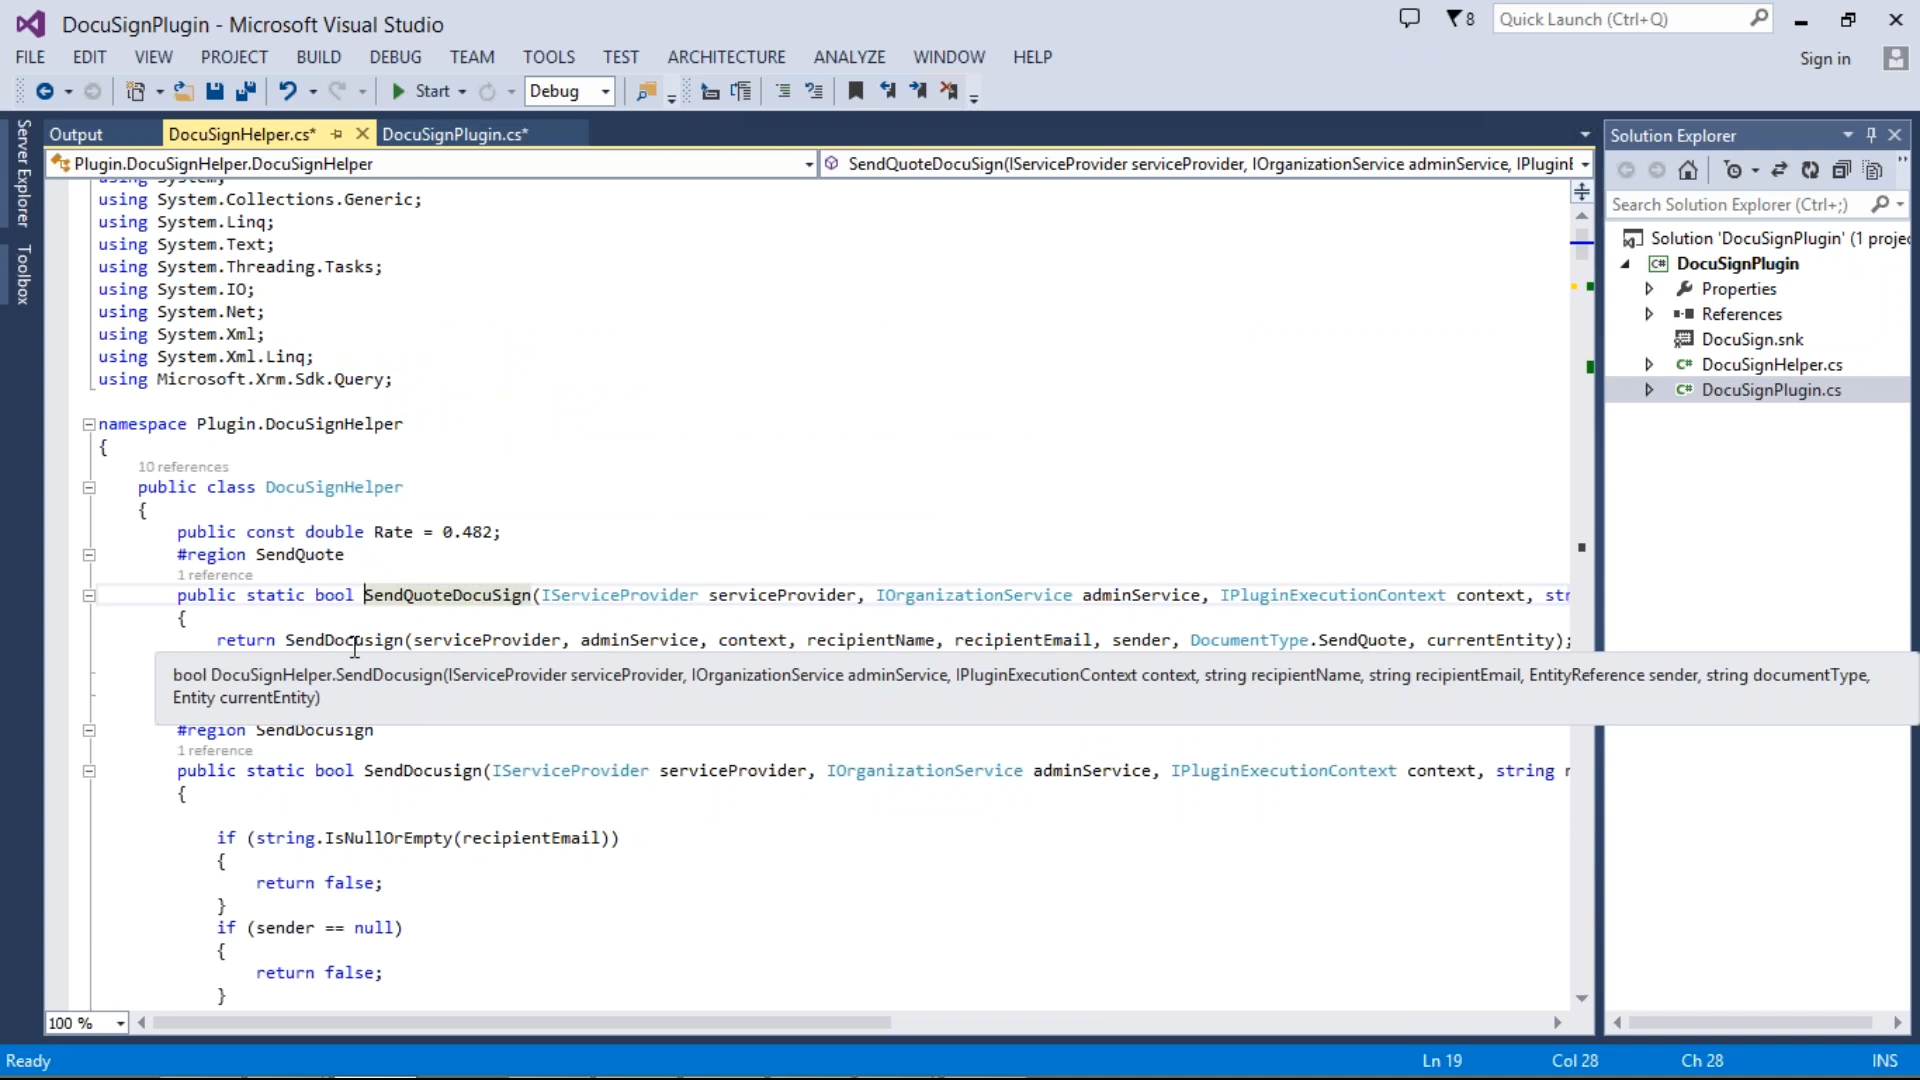 DocuSignPlugin - Microsoft Visual Studio
8
Quick Launch (Ctrl+Q)
FILE EDIT VIEW PROJECT BUILD DEBUG TEAM TOOLS TEST ARCHITECTURE ANALYZE WINDOW HELP
Sign in
Start
Debug
Server Explorer
Toolbox
Output
DocuSignHelper.cs*
DocuSignPlugin.cs*
Plugin.DocuSignHelper.DocuSignHelper
SendQuoteDocuSign(IServiceProvider serviceProvider, IOrganizationService adminService, IPluginE
using System;
using System.Collections.Generic;
using System.Linq;
using System.Text;
using System.Threading.Tasks;
using System.IO;
using System.Net;
using System.Xml;
using System.Xml.Linq;
using Microsoft.Xrm.Sdk.Query;
namespace Plugin.DocuSignHelper
{
10 references
public class DocuSignHelper
{
public const double Rate = 0.482;
#region SendQuote
1 reference
public static bool SendQuoteDocuSign(IServiceProvider serviceProvider, IOrganizationService adminService, IPluginExecutionContext context, str
{
return SendDocusign(serviceProvider, adminService, context, recipientName, recipientEmail, sender, DocumentType.SendQuote, currentEntity);
bool DocuSignHelper.SendDocusign(IServiceProvider serviceProvider, IOrganizationService adminService, IPluginExecutionContext context, string recipientName, string recipientEmail, EntityReference sender, string documentType,
Entity currentEntity)
#region SendDocusign
1 reference
public static bool SendDocusign(IServiceProvider serviceProvider, IOrganizationService adminService, IPluginExecutionContext context, string r
{
if (string.IsNullOrEmpty(recipientEmail))
{
return false;
}
if (sender == null)
{
return false;
}
100 %
Solution Explorer
Search Solution Explorer (Ctrl+;)
Solution 'DocuSignPlugin' (1 projec
C# DocuSignPlugin
Properties
References
DocuSign.snk
C# DocuSignHelper.cs
C# DocuSignPlugin.cs
Ready
Ln 19
Col 28
Ch 28
INS